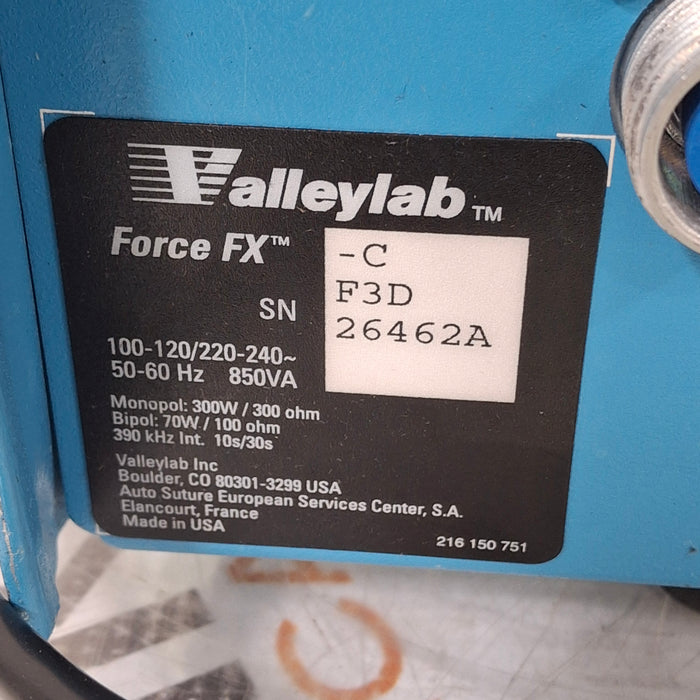 Valleylab™
Force FX™ -C
SN F3D
26462A
100-120/220-240~
50-60 Hz 850VA
Monopol: 300W / 300 ohm
Bipol: 70W / 100 ohm
390 kHz Int. 10s/30s
Valleylab Inc
Boulder, CO 80301-3299 USA
Auto Suture European Services Center, S.A.
Elancourt, France
Made in USA
216 150 751